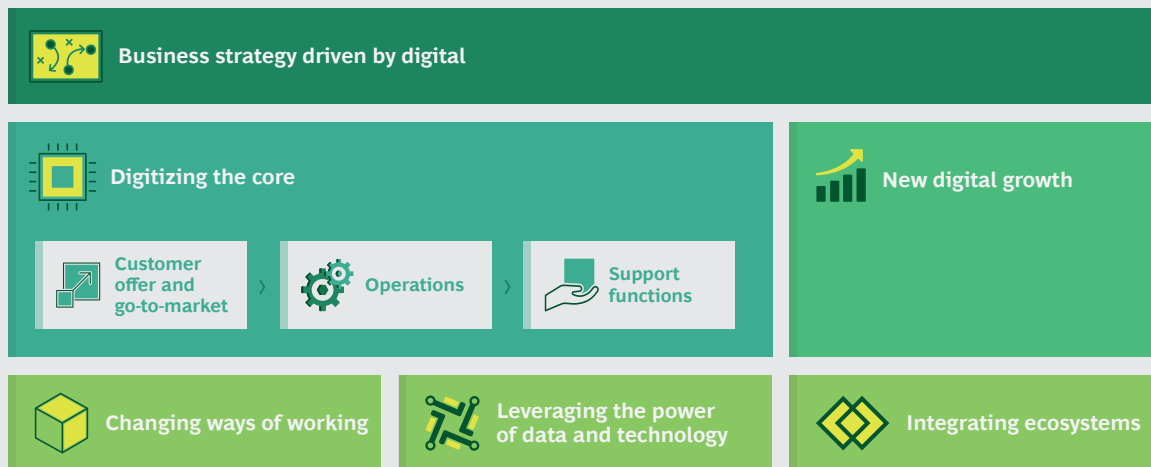 Business strategy driven by digital
Digitizing the core
New digital growth
Customer
offer and
go-to-market
Operations
Support
functions
Changing ways of working
Leveraging the power
of data and technology
Integrating ecosystems